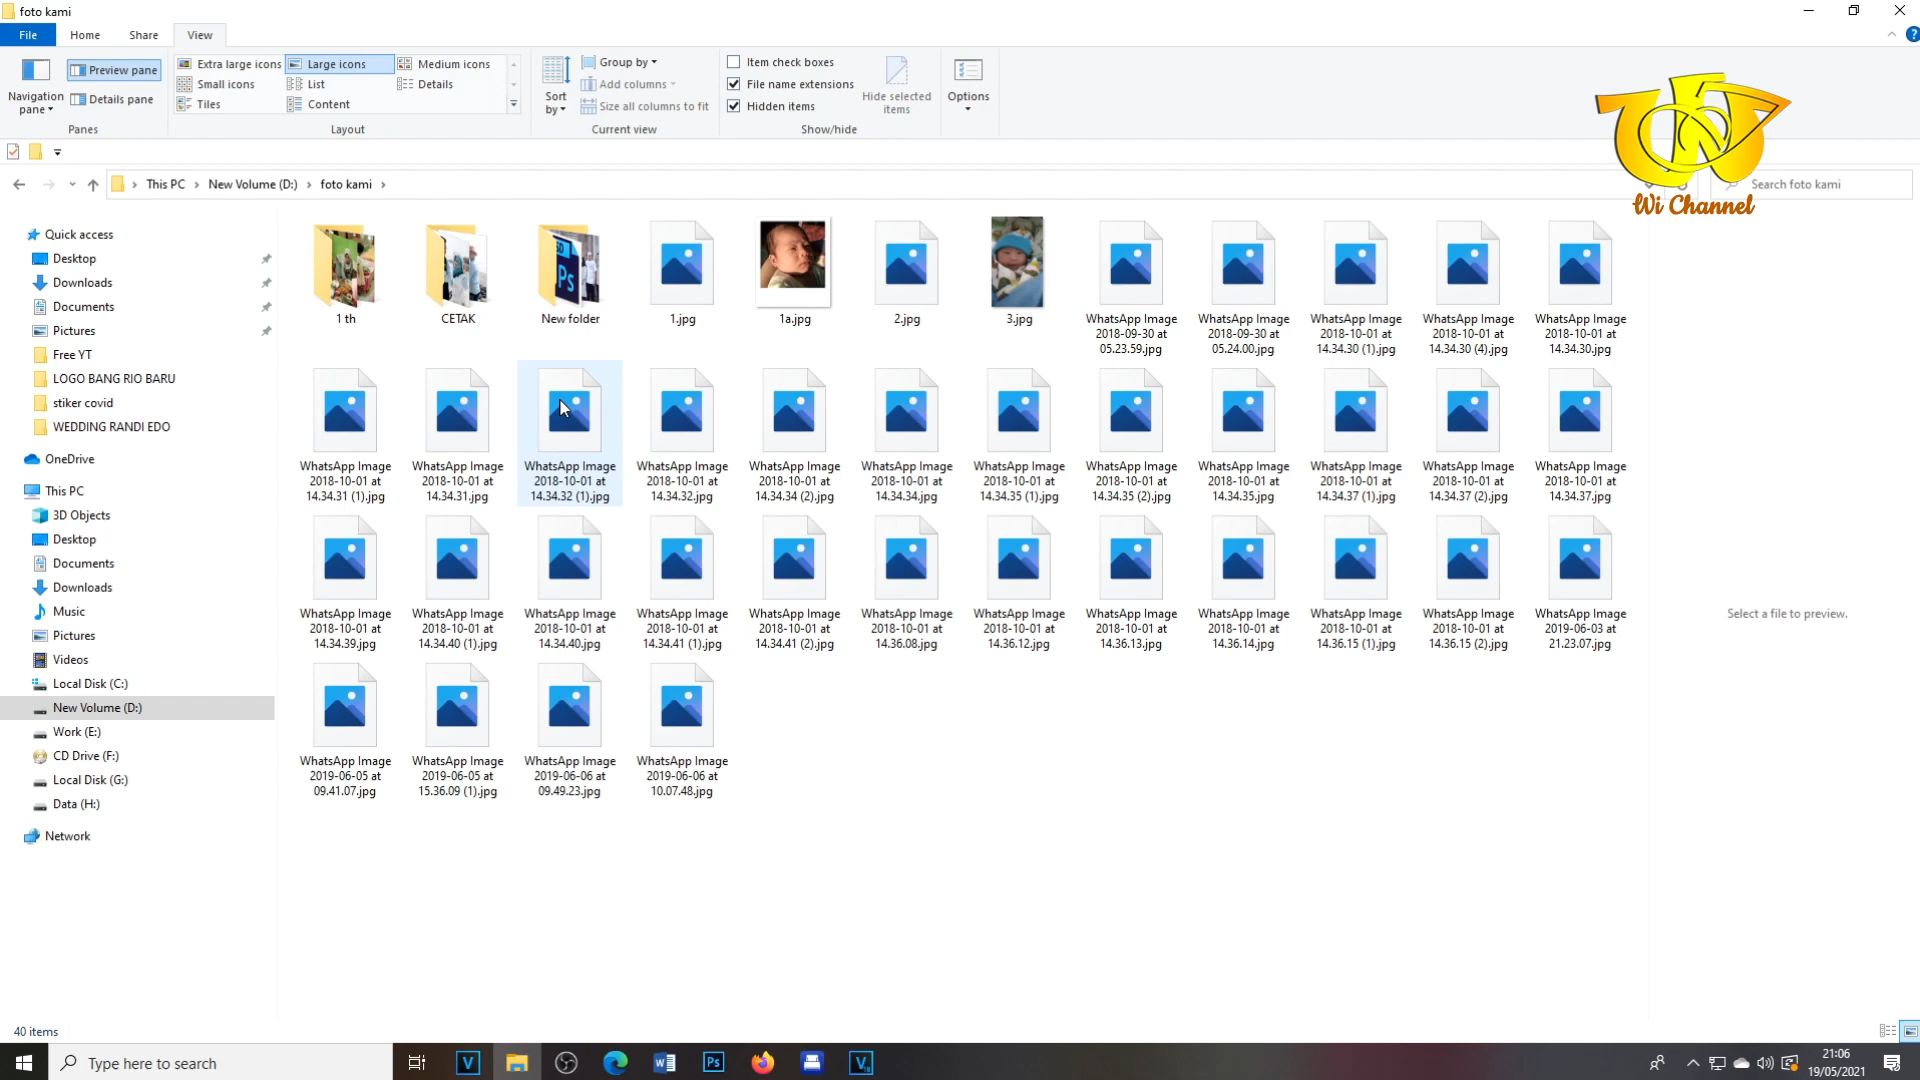 foto kami
File
Home
Share
View
Navigation
pane
Preview pane
Details pane
Panes
Extra large icons
Large icons
Medium icons
Small icons
List
Details
Tiles
Content
Layout
Sort
by
Group by
Add columns
Size all columns to fit
Current view
Item check boxes
File name extensions
Hidden items
Hide selected
items
Show/hide
Options
Wi Channel
This PC
New Volume (D:)
foto kami
Search foto kami
Quick access
Desktop
Downloads
Documents
Pictures
Free YT
LOGO BANG RIO BARU
stiker covid
WEDDING RANDI EDO
OneDrive
This PC
3D Objects
Desktop
Documents
Downloads
Music
Pictures
Videos
Local Disk (C:)
New Volume (D:)
Work (E:)
CD Drive (F:)
Local Disk (G:)
Data (H:)
Network
1 th
CETAK
Ps
New folder
1.jpg
1a.jpg
2.jpg
3.jpg
WhatsApp Image
2018-09-30 at
05.23.59.jpg
WhatsApp Image
2018-09-30 at
05.24.00.jpg
WhatsApp Image
2018-10-01 at
14.34.30 (1).jpg
WhatsApp Image
2018-10-01 at
14.34.30 (4).jpg
WhatsApp Image
2018-10-01 at
14.34.30.jpg
WhatsApp Image
2018-10-01 at
14.34.31 (1).jpg
WhatsApp Image
2018-10-01 at
14.34.31.jpg
WhatsApp Image
2018-10-01 at
14.34.32 (1).jpg
WhatsApp Image
2018-10-01 at
14.34.32.jpg
WhatsApp Image
2018-10-01 at
14.34.34 (2).jpg
WhatsApp Image
2018-10-01 at
14.34.34.jpg
WhatsApp Image
2018-10-01 at
14.34.35 (1).jpg
WhatsApp Image
2018-10-01 at
14.34.35 (2).jpg
WhatsApp Image
2018-10-01 at
14.34.35.jpg
WhatsApp Image
2018-10-01 at
14.34.37 (1).jpg
WhatsApp Image
2018-10-01 at
14.34.37 (2).jpg
WhatsApp Image
2018-10-01 at
14.34.37.jpg
WhatsApp Image
2018-10-01 at
14.34.39.jpg
WhatsApp Image
2018-10-01 at
14.34.40 (1).jpg
WhatsApp Image
2018-10-01 at
14.34.40.jpg
WhatsApp Image
2018-10-01 at
14.34.41 (1).jpg
WhatsApp Image
2018-10-01 at
14.34.41 (2).jpg
WhatsApp Image
2018-10-01 at
14.36.08.jpg
WhatsApp Image
2018-10-01 at
14.36.12.jpg
WhatsApp Image
2018-10-01 at
14.36.13.jpg
WhatsApp Image
2018-10-01 at
14.36.14.jpg
WhatsApp Image
2018-10-01 at
14.36.15 (1).jpg
WhatsApp Image
2018-10-01 at
14.36.15 (2).jpg
WhatsApp Image
2019-06-03 at
21.23.07.jpg
WhatsApp Image
2019-06-05 at
09.41.07.jpg
WhatsApp Image
2019-06-05 at
15.36.09 (1).jpg
WhatsApp Image
2019-06-06 at
09.49.23.jpg
WhatsApp Image
2019-06-06 at
10.07.48.jpg
Select a file to preview.
40 items
Type here to search
21:06
19/05/2021